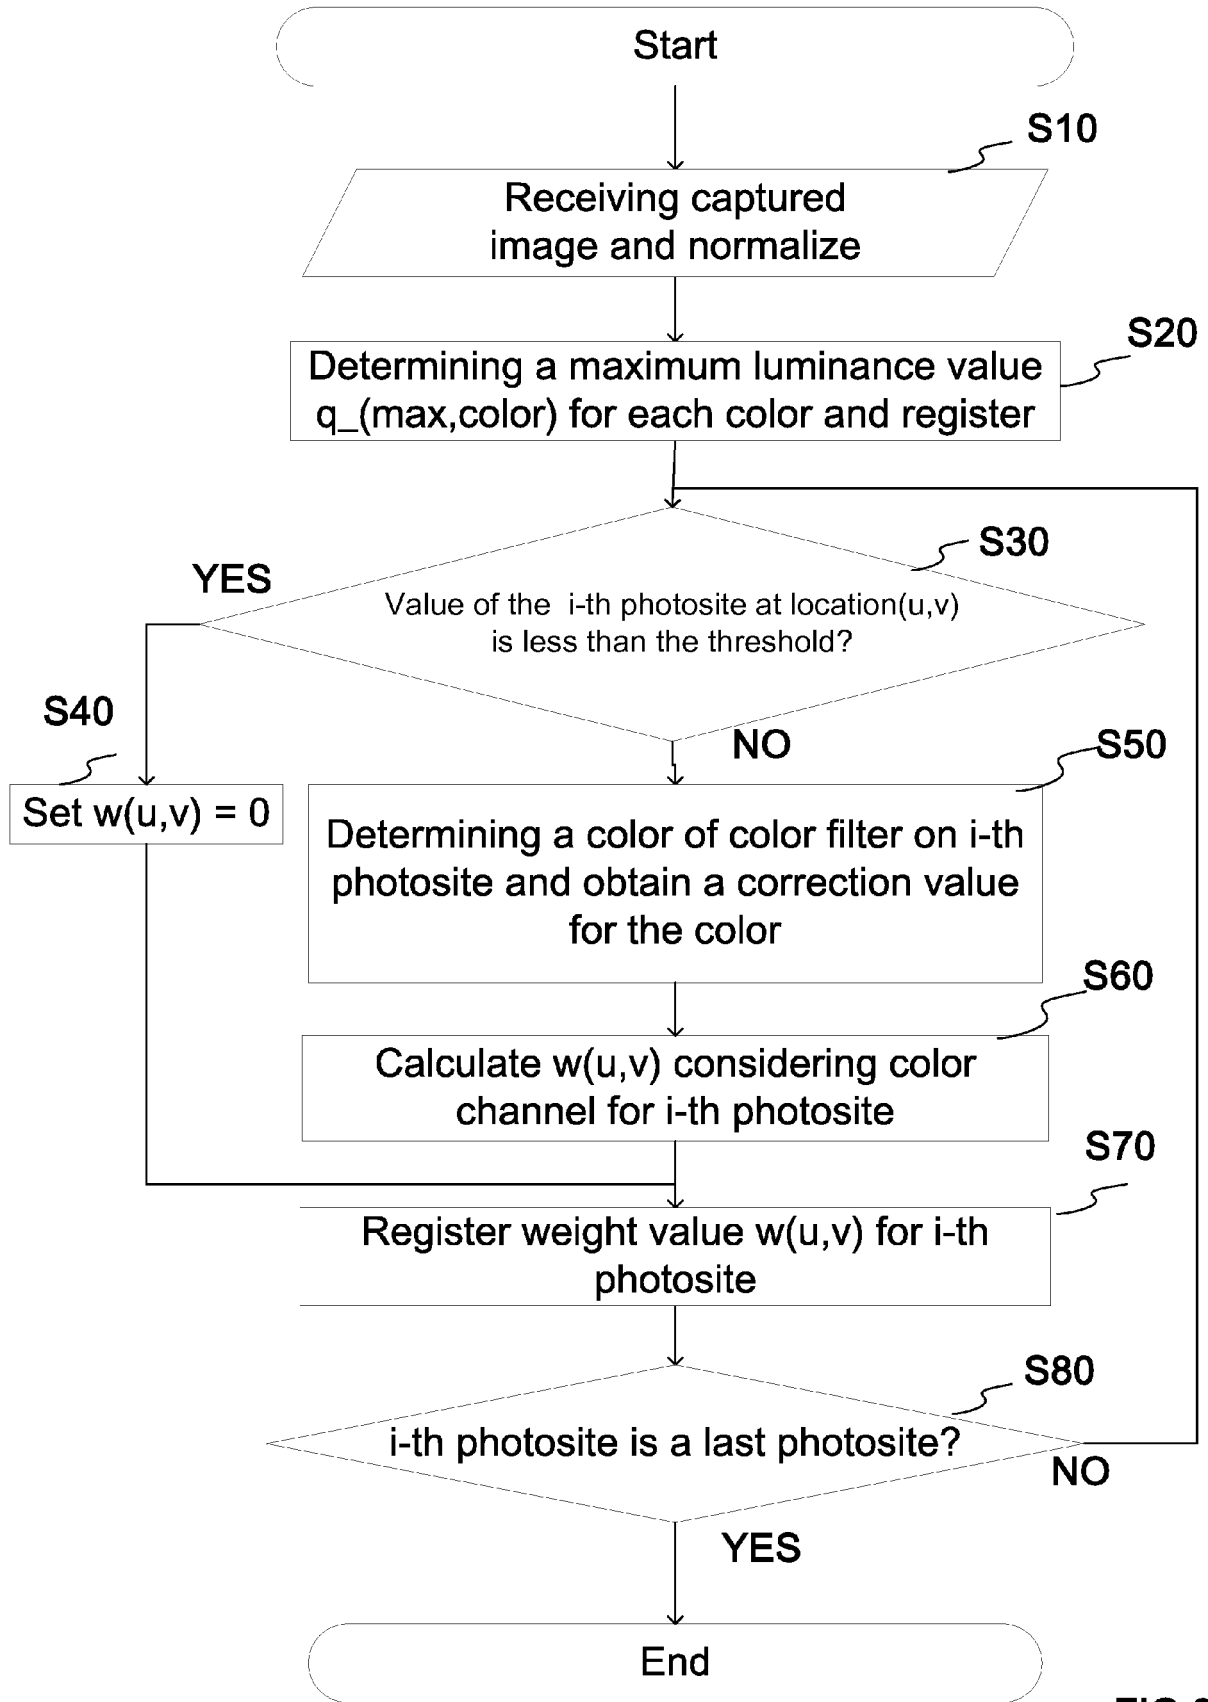 Start
S10
Receiving captured
image and normalize
S20
Determining a maximum luminance value
q_(max,color) for each color and register
S30
YES
Value of the i-th photosite at location(u,v)
is less than the threshold?
S40
NO
S50
Set w(u,v) = 0
Determining a color of color filter on i-th
photosite and obtain a correction value
for the color
S60
Calculate w(u,v) considering color
channel for i-th photosite
S70
Register weight value w(u,v) for i-th
photosite
S80
i-th photosite is a last photosite?
NO
YES
End